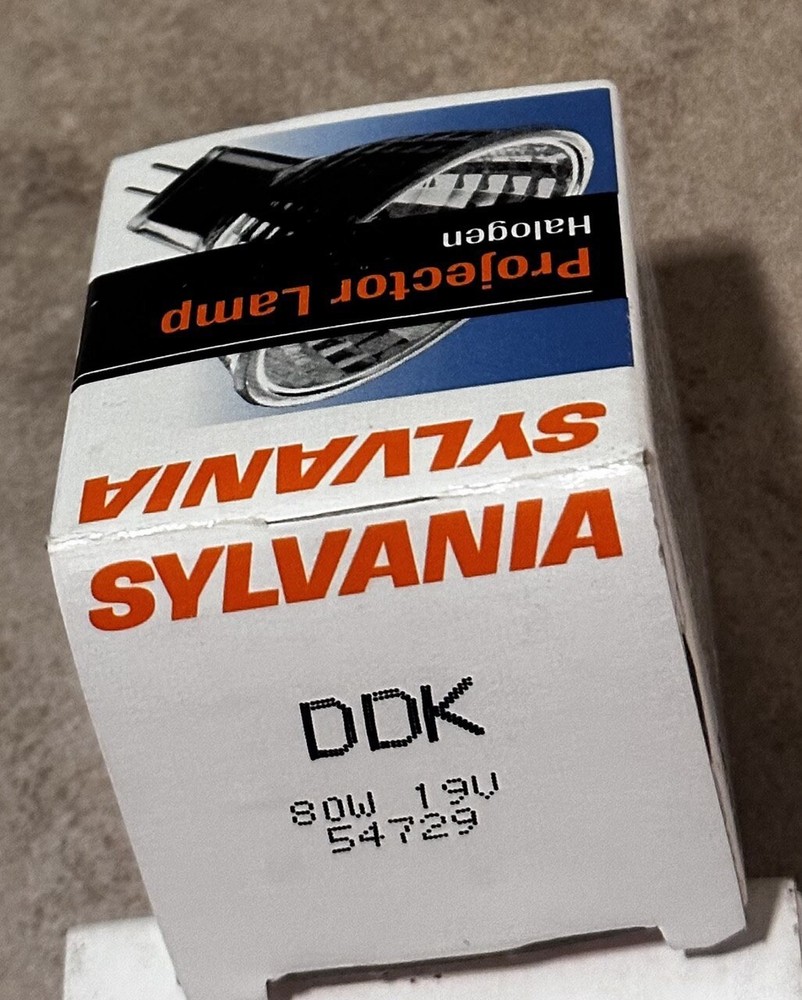 Halogen
Projector Lamp
SYLVANIA
SYLVANIA
DDK
80W 19V
54729